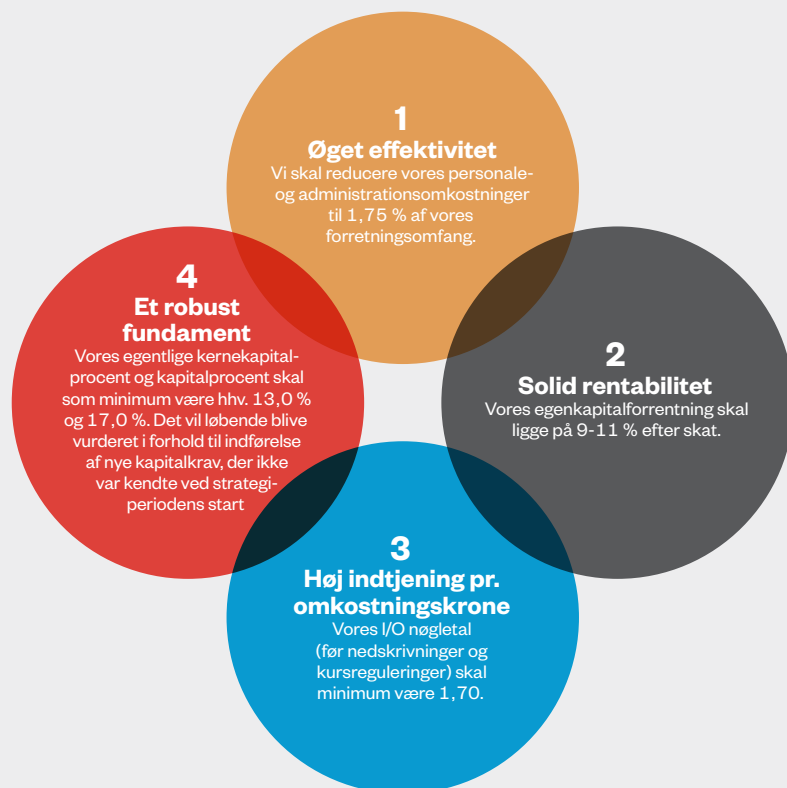 1
Øget effektivitet
Vi skal reducere vores personale-
og administrationsomkostninger
til 1,75 % af vores
forretningsomfang.
2
Solid rentabilitet
Vores egenkapitalforrentning skal
ligge på 9-11 % efter skat.
3
Høj indtjening pr.
omkostningskrone
Vores I/O nøgletal
(før nedskrivninger og
kursreguleringer) skal
minimum være 1,70.
4
Et robust
fundament
Vores egentlige kernekapital-
procent og kapitalprocent skal
som minimum være hhv. 13,0 %
og 17,0 %. Det vil løbende blive
vurderet i forhold til indførelse
af nye kapitalkrav, der ikke
var kendte ved strategi-
periodens start